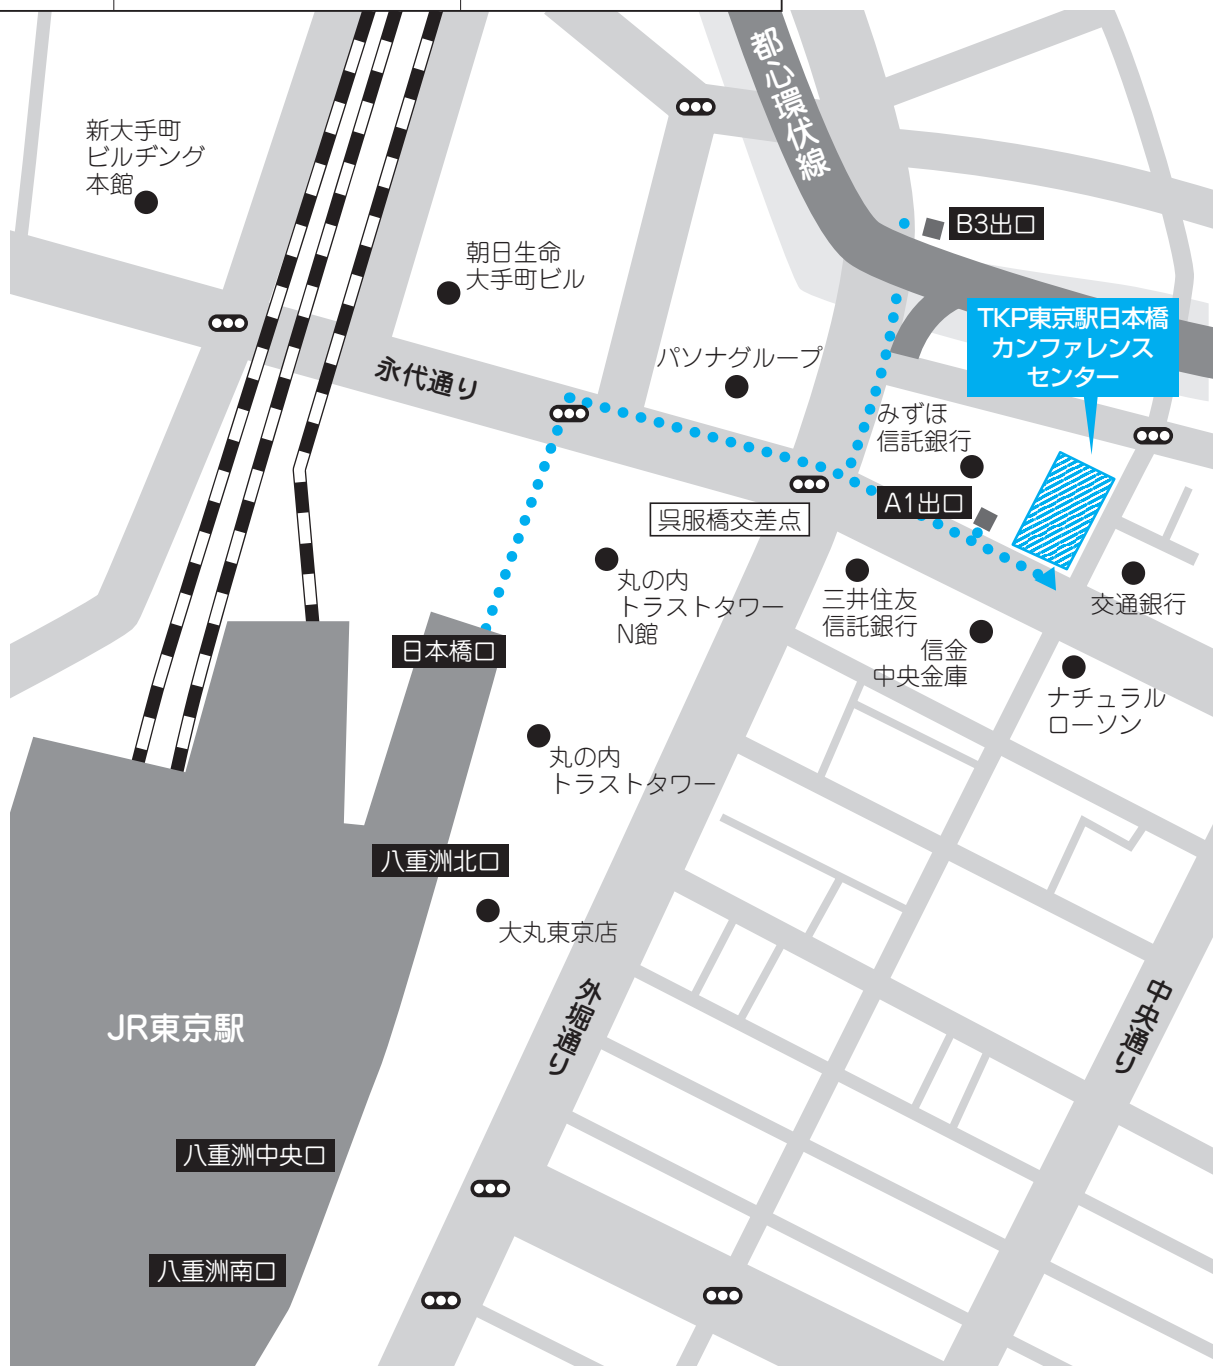 都心環伏線
新大手町
ビルヂング
本館
B3出口
朝日生命
大手町ビル
TKP東京駅日本橋
カンファレンス
センター
パソナグループ
永代通り
みずほ
信託銀行
A1出口
呉服橋交差点
丸の内
トラストタワー
N館
三井住友
信託銀行
交通銀行
日本橋口
信金
中央金庫
ナチュラル
ローソン
丸の内
トラストタワー
八重洲北口
大丸東京店
外堀通り
中央通り
JR東京駅
八重洲中央口
八重洲南口